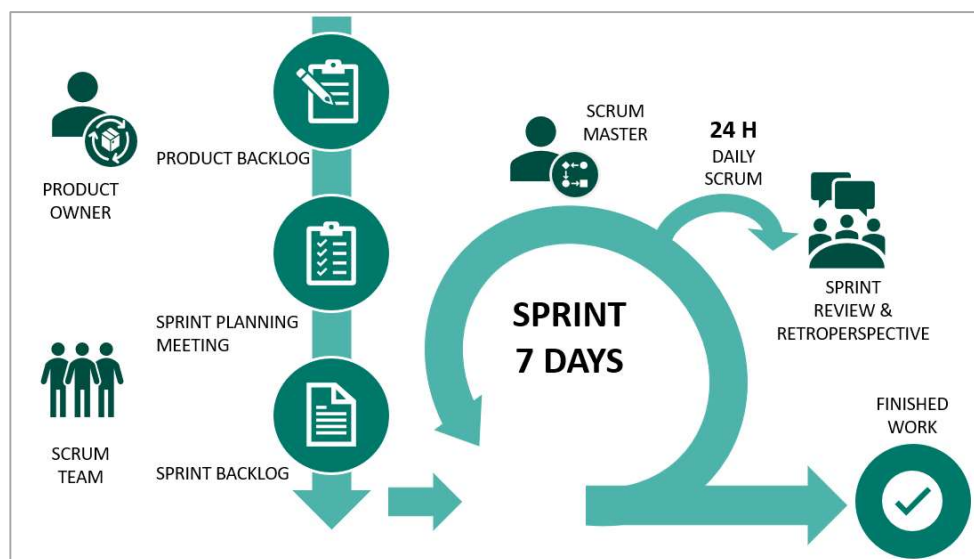 PRODUCT
OWNER
PRODUCT BACKLOG
SPRINT PLANNING
MEETING
SCRUM
TEAM
SPRINT BACKLOG
SCRUM
MASTER
24 H
DAILY
SCRUM
SPRINT
7 DAYS
SPRINT
REVIEW &
RETROPERSPECTIVE
FINISHED
WORK